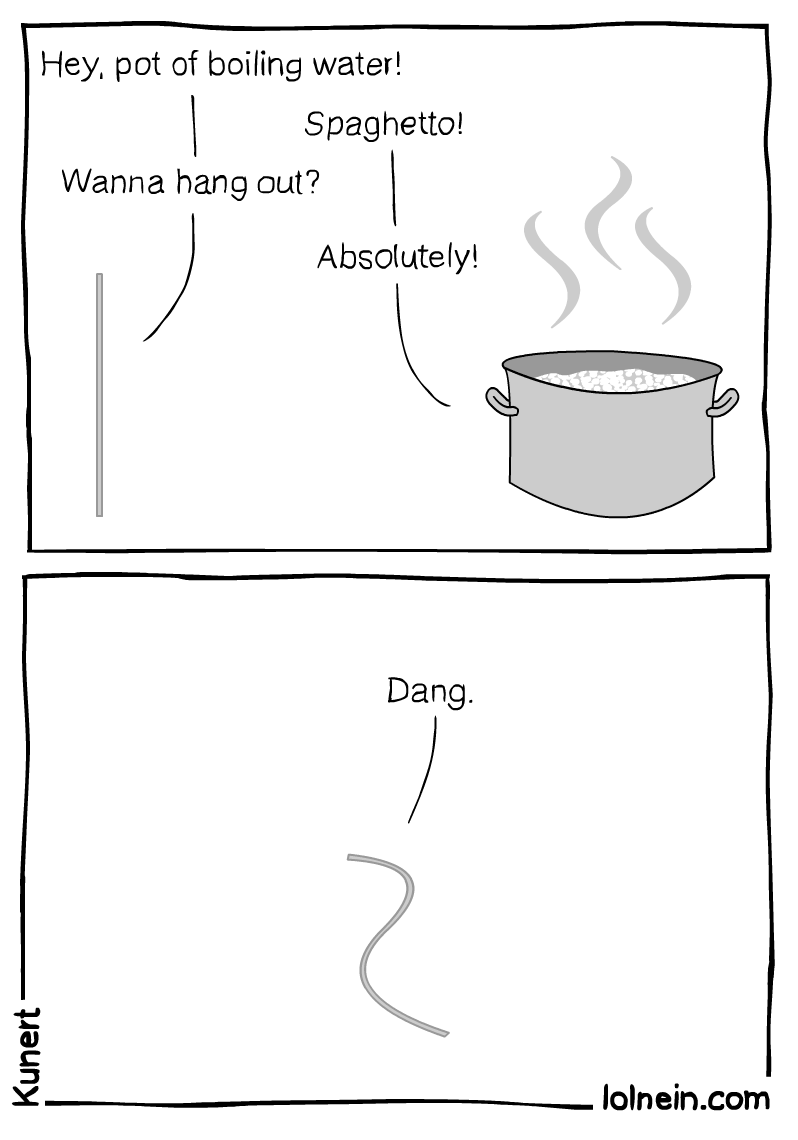 Hey, pot of boiling water!
Wanna hang out?
Spaghetto!
Absolutely!
Dang.
Kunert
lolnein.com